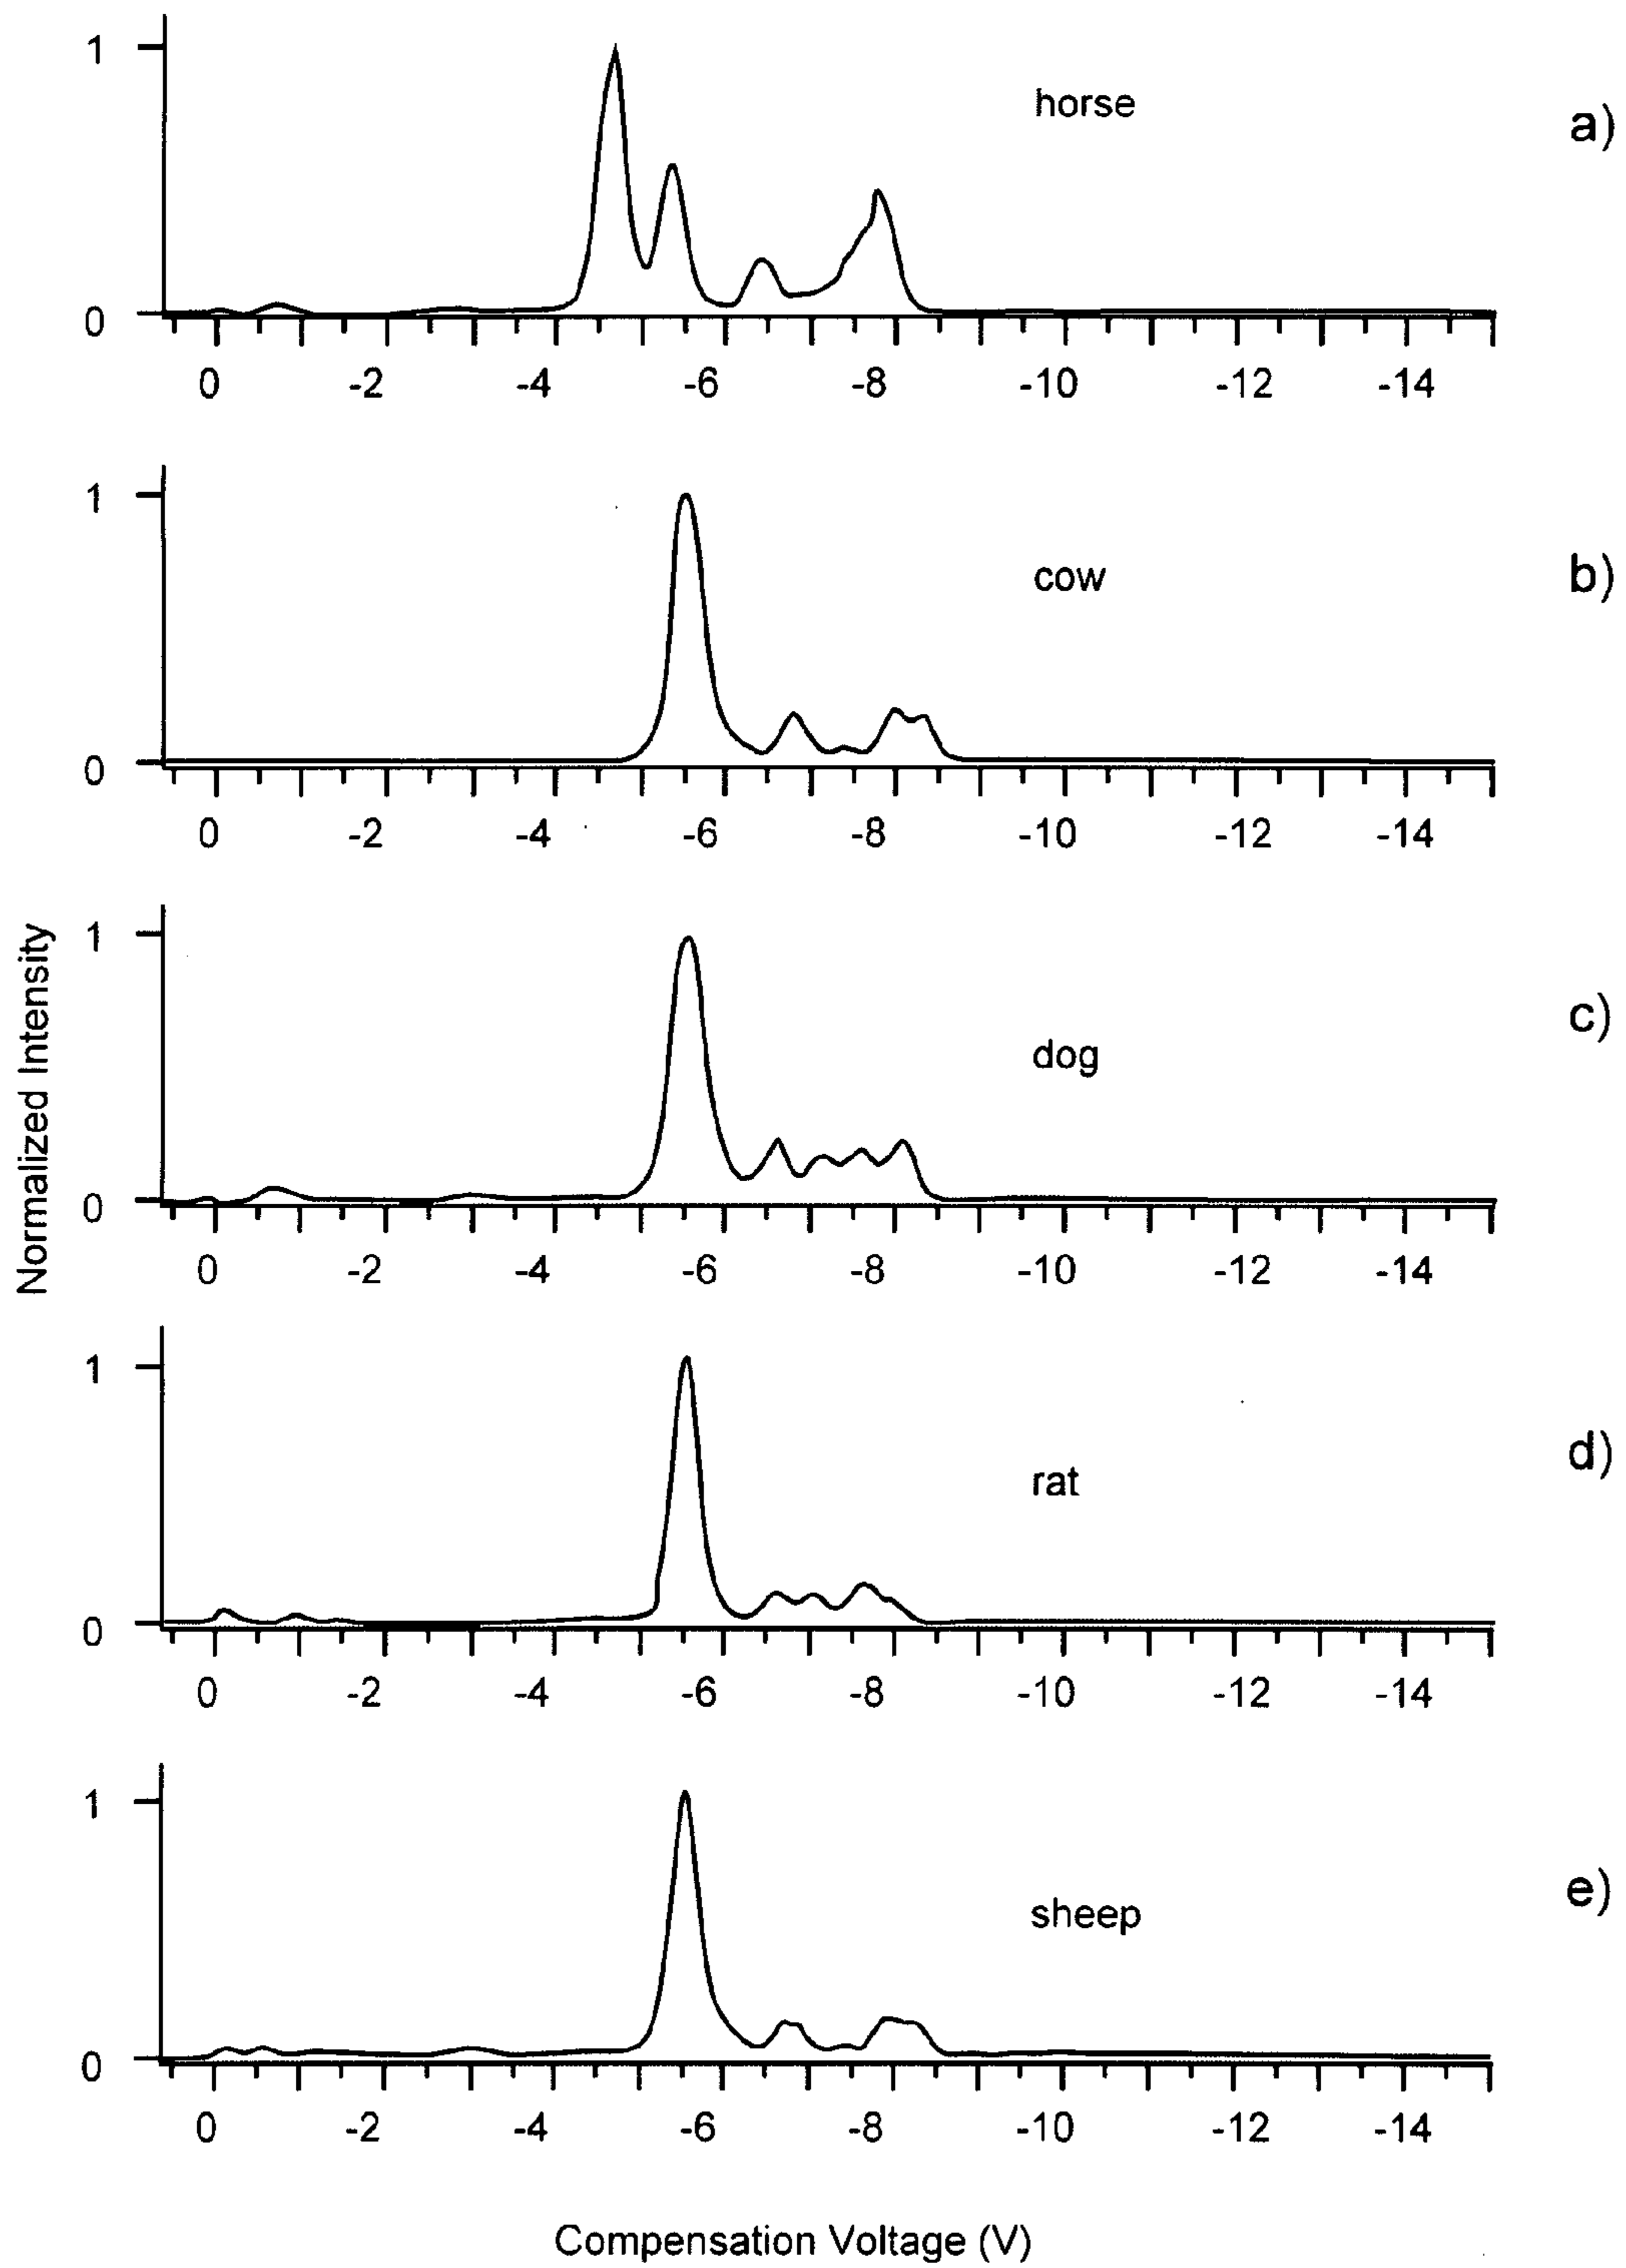 1
horse
a)
0
0 -2 -4 -6 -8 -10 -12 -14
1
cow
b)
0
0 -2 -4 -6 -8 -10 -12 -14
Normalized Intensity
1
dog
c)
0
0 -2 -4 -6 -8 -10 -12 -14
1
rat
d)
0
0 -2 -4 -6 -8 -10 -12 -14
1
sheep
e)
0
0 -2 -4 -6 -8 -10 -12 -14
Compensation Voltage (V)